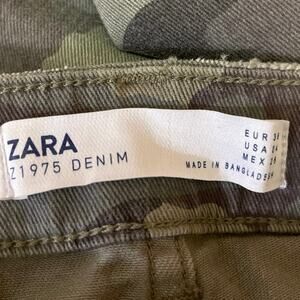 ZARA
Z1975 DENIM
EUR
USA
MEX
MADE IN BANGLADESH